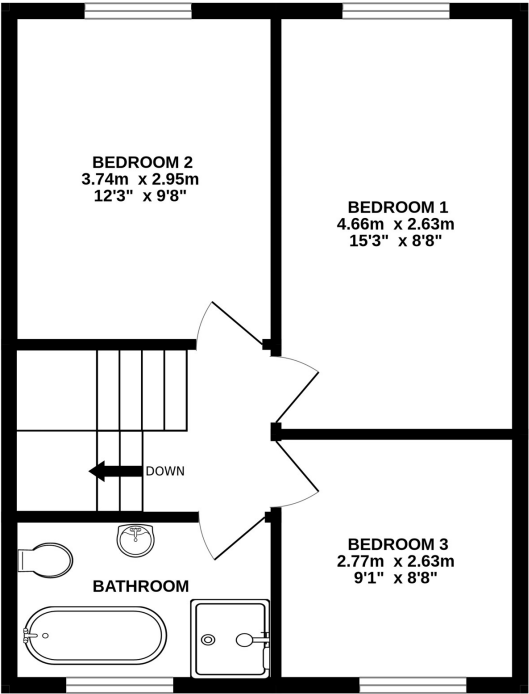 BEDROOM 2
3.74m x 2.95m
12'3" x 9'8"
BEDROOM 1
4.66m x 2.63m
15'3" x 8'8"
DOWN
BEDROOM 3
2.77m x 2.63m
9'1" x 8'8"
BATHROOM